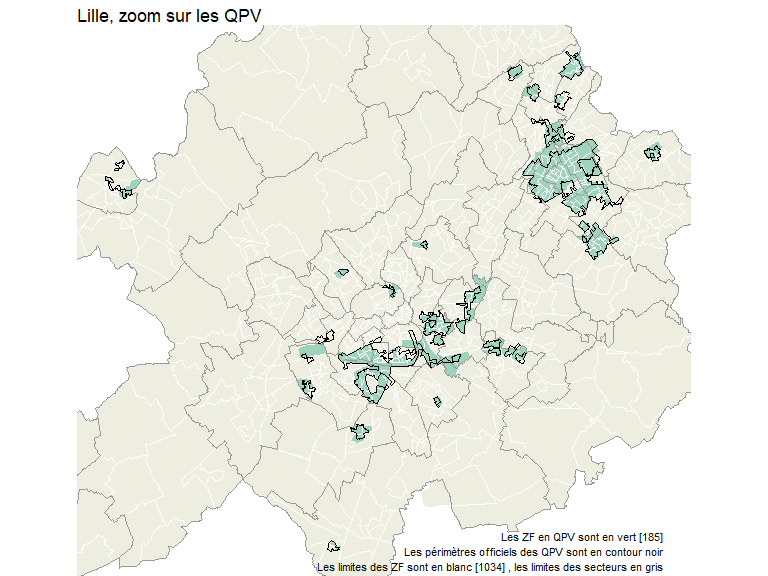 Lille, zoom sur les QPV
Les ZF en QPV sont en vert [185]
Les périmètres officiels des QPV sont en contour noir
Les limites des ZF sont en blanc [1034] , les limites des secteurs en gris